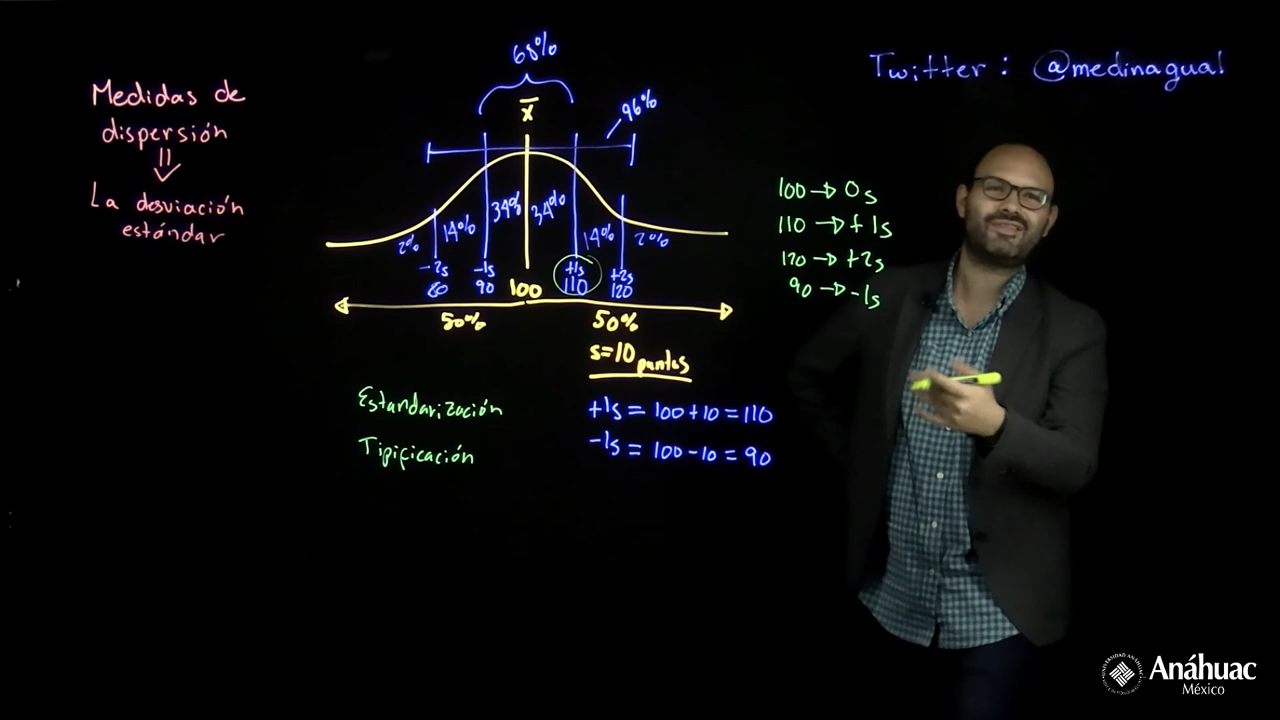 Medidas de
dispersión
La desviación
estándar
68%
x̄
96%
2% 14% 34% 34% 14% 2%
-2s -1s +1s +2s
80 90 100 110 120
50% 50%
s=10 puntos
Estandarización
Tipificación
+1s = 100+10=110
-1s = 100-10=90
Twitter: @medinagual
100 → 0s
110 → +1s
120 → +2s
90 → -1s
Anáhuac
México